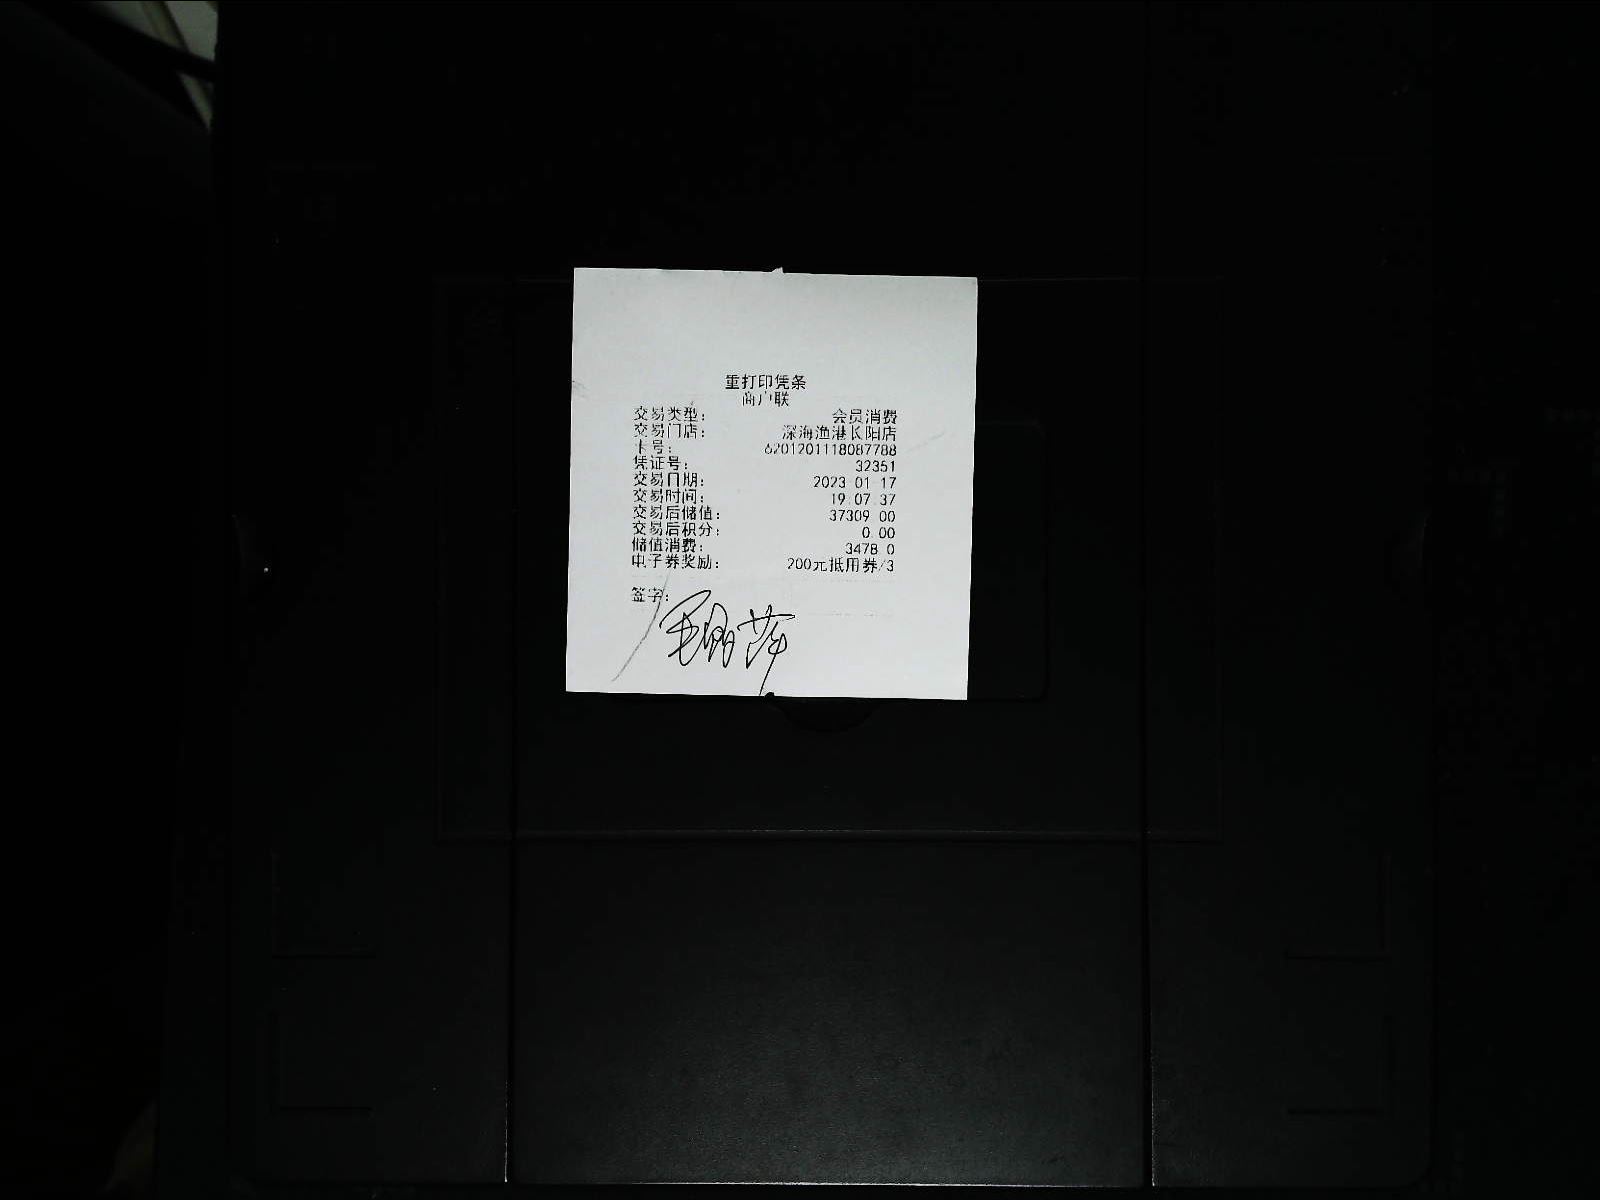 重打印凭条
商户联
交易类型： 会员消费
交易门店： 深海渔港长阳店
卡号： 6201201118087788
凭证号： 32351
交易日期： 2023 01 17
交易时间： 19 07 37
交易后储值： 37309 00
交易后积分： 0.00
储值消费： 3478 0
电子券奖励： 200元抵用券/3
签字：